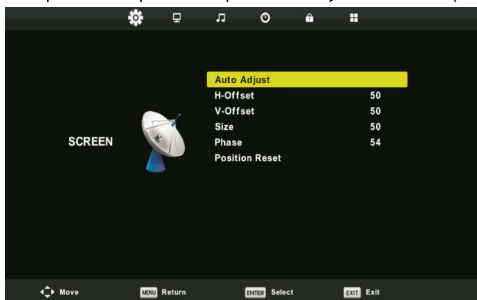 Auto Adjust
H-Offset 50
V-Offset 50
Size 50
SCREEN
Phase 54
Position Reset
Move MENU Return ENTER Select EXIT Exit